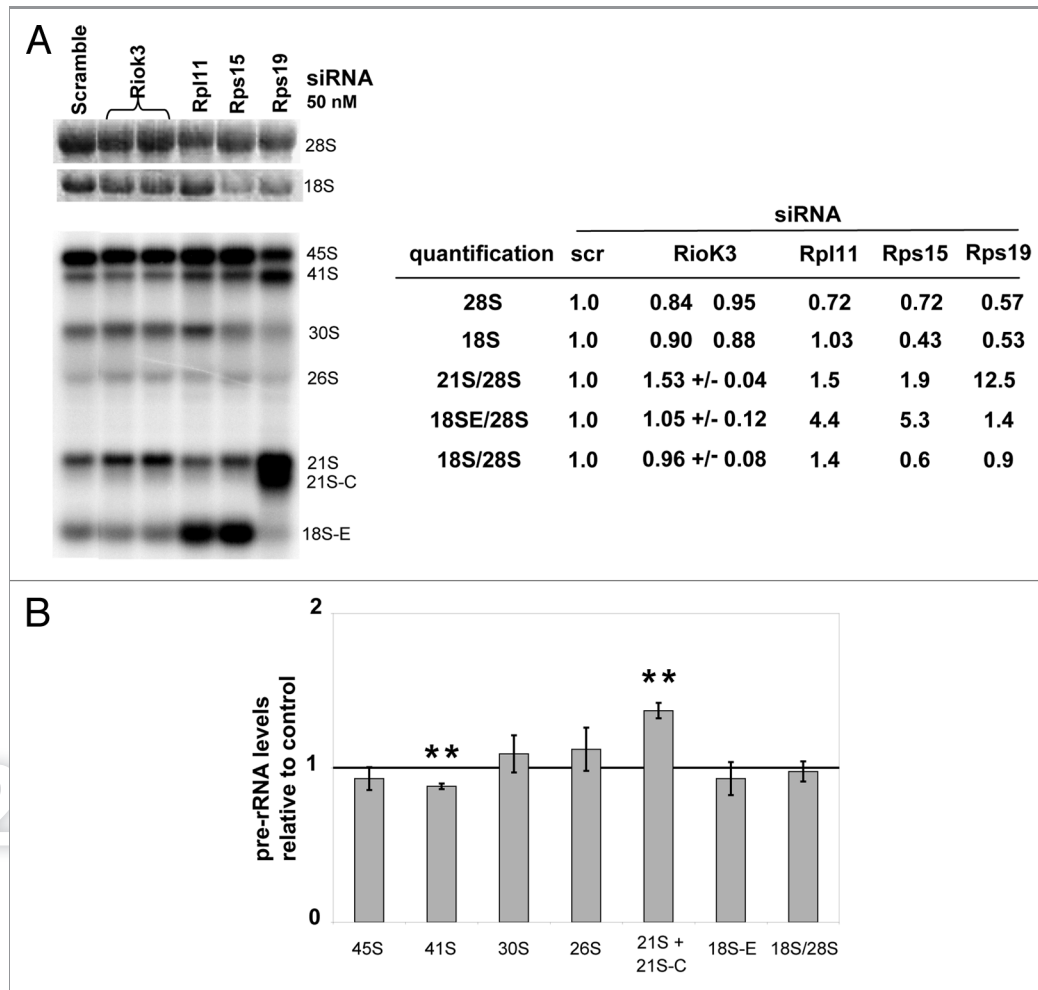 A
Scramble
Riok3
Rpl11
Rps15
Rps19
siRNA
50 nM
28S
18S
45S
41S
30S
26S
21S
21S-C
18S-E
siRNA
quantification scr RioK3 Rpl11 Rps15 Rps19
28S 1.0 0.84 0.95 0.72 0.72 0.57
18S 1.0 0.90 0.88 1.03 0.43 0.53
21S/28S 1.0 1.53 +/- 0.04 1.5 1.9 12.5
18SE/28S 1.0 1.05 +/- 0.12 4.4 5.3 1.4
18S/28S 1.0 0.96 +/- 0.08 1.4 0.6 0.9
B
pre-rRNA levels
relative to control
2
1
0
**
**
45S 41S 30S 26S 21S + 18S-E 18S/28S
21S-C